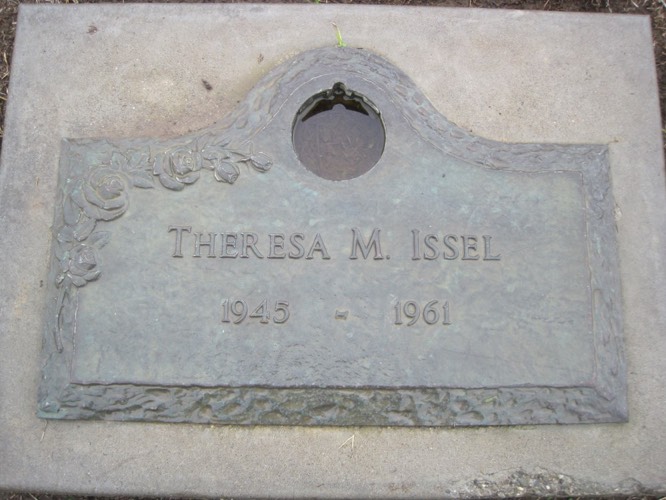 THERESA M. ISSEL
1945 - 1961